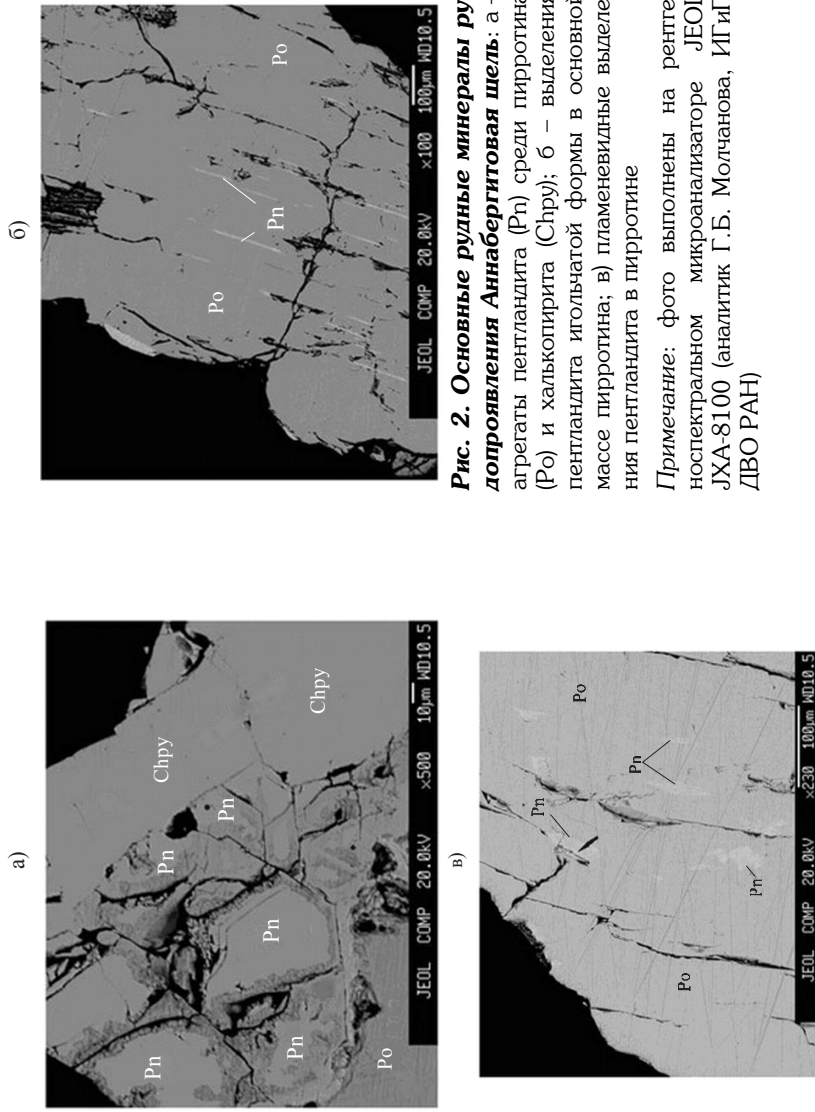 а)
Pn
Pn
Pn
Pn
Pn
Chpy
Chpy
Po
JEOL COMP 20.0kV ×500 10µm WD10.5
б)
Po
Pn
Po
JEOL COMP 20.0kV ×100 100µm WD10.5
в)
Po
Pn
Pn
Pn
Po
JEOL COMP 20.0kV ×230 100µm WD10.5
Рис. 2. Основные рудные минералы ру
допроявления Аннабергитовая щель: а -
агрегаты пентландита (Pn) среди пирротина
(Po) и халькопирита (Chpy); б – выделения
пентландита игольчатой формы в основной
массе пирротина; в) пламеневидные выделе
ния пентландита в пирротине
Примечание: фото выполнены на рентге
носпектральном микроанализаторе JEOL
JXA-8100 (аналитик Г.Б. Молчанова, ИГиГ
ДВО РАН)